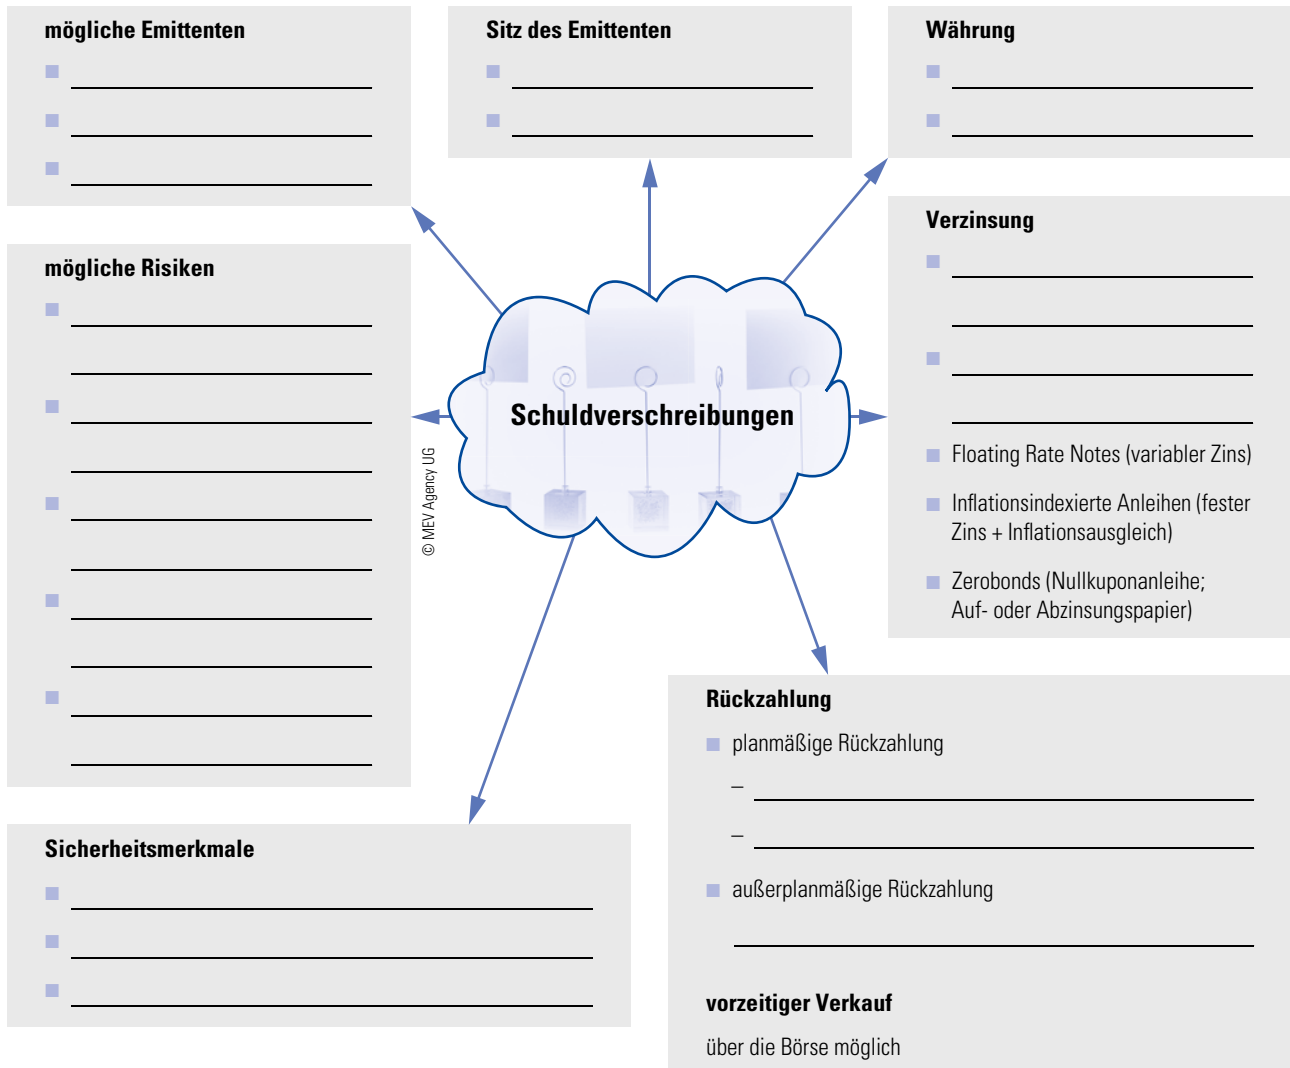 mögliche Emittenten
Sitz des Emittenten
Währung
mögliche Risiken
Verzinsung
Floating Rate Notes (variabler Zins)
Inflationsindexierte Anleihen (fester
Zins + Inflationsausgleich)
Zerobonds (Nullkuponanleihe;
Auf- oder Abzinsungspapier)
Schuldverschreibungen
© MEV Agency UG
Sicherheitsmerkmale
Rückzahlung
planmäßige Rückzahlung
–
–
außerplanmäßige Rückzahlung
vorzeitiger Verkauf
über die Börse möglich